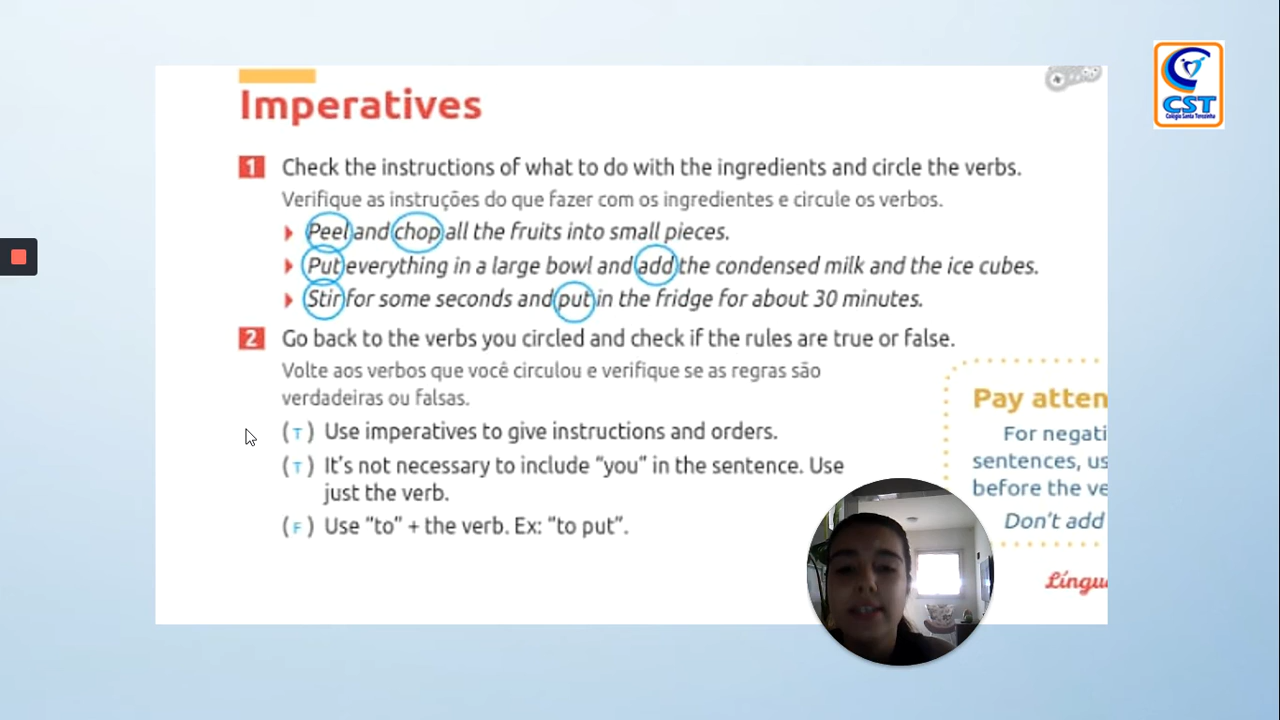 CST
Colégio Santa Terezinha
Imperatives
1 Check the instructions of what to do with the ingredients and circle the verbs.
Verifique as instruções do que fazer com os ingredientes e circule os verbos.
Peel and chop all the fruits into small pieces.
Put everything in a large bowl and add the condensed milk and the ice cubes.
Stir for some seconds and put in the fridge for about 30 minutes.
2 Go back to the verbs you circled and check if the rules are true or false.
Volte aos verbos que você circulou e verifique se as regras são
verdadeiras ou falsas.
(T) Use imperatives to give instructions and orders.
(T) It's not necessary to include “you” in the sentence. Use
just the verb.
(F) Use “to” + the verb. Ex: “to put”.
Pay atten
For negati
sentences, us
before the ve
Don't add
Língu